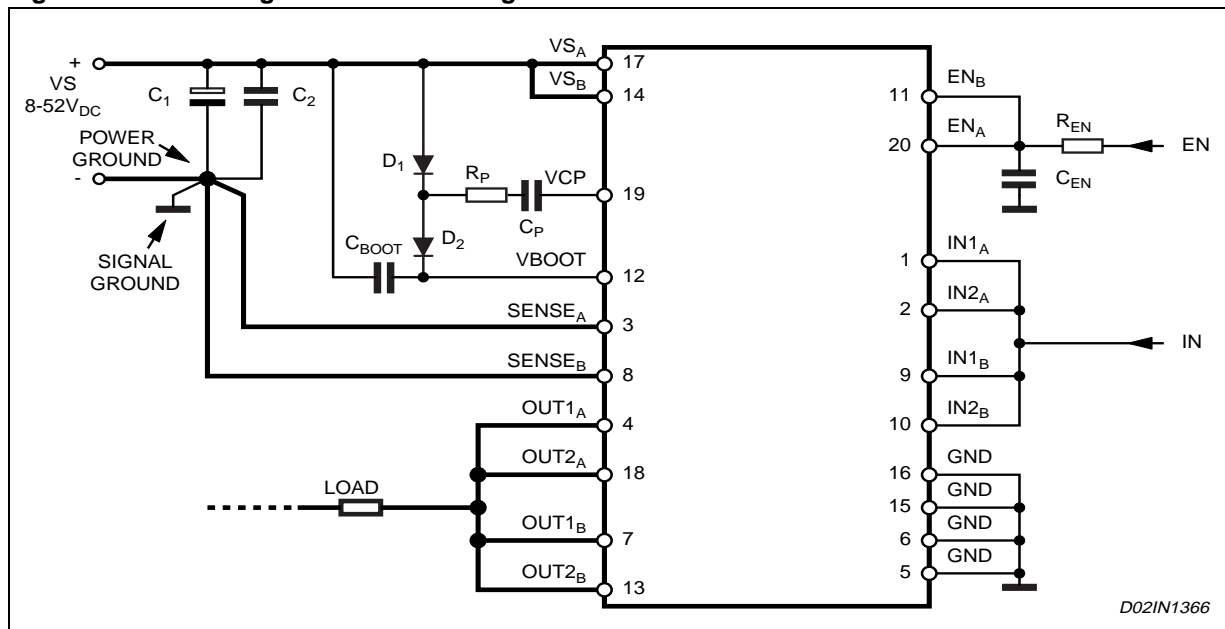 +
VS
8-52VDC
C1
C2
POWER
GROUND
-
SIGNAL
GROUND
D1
RP
CP
VCP
D2
CBOOT
VBOOT
VSA
17
VSB
14
19
12
SENSEA
3
SENSEB
8
OUT1A
4
OUT2A
18
LOAD
OUT1B
7
OUT2B
13
11
ENB
20
ENA
REN
EN
CEN
1
IN1A
2
IN2A
IN
9
IN1B
10
IN2B
16
GND
15
GND
6
GND
5
GND
D02IN1366